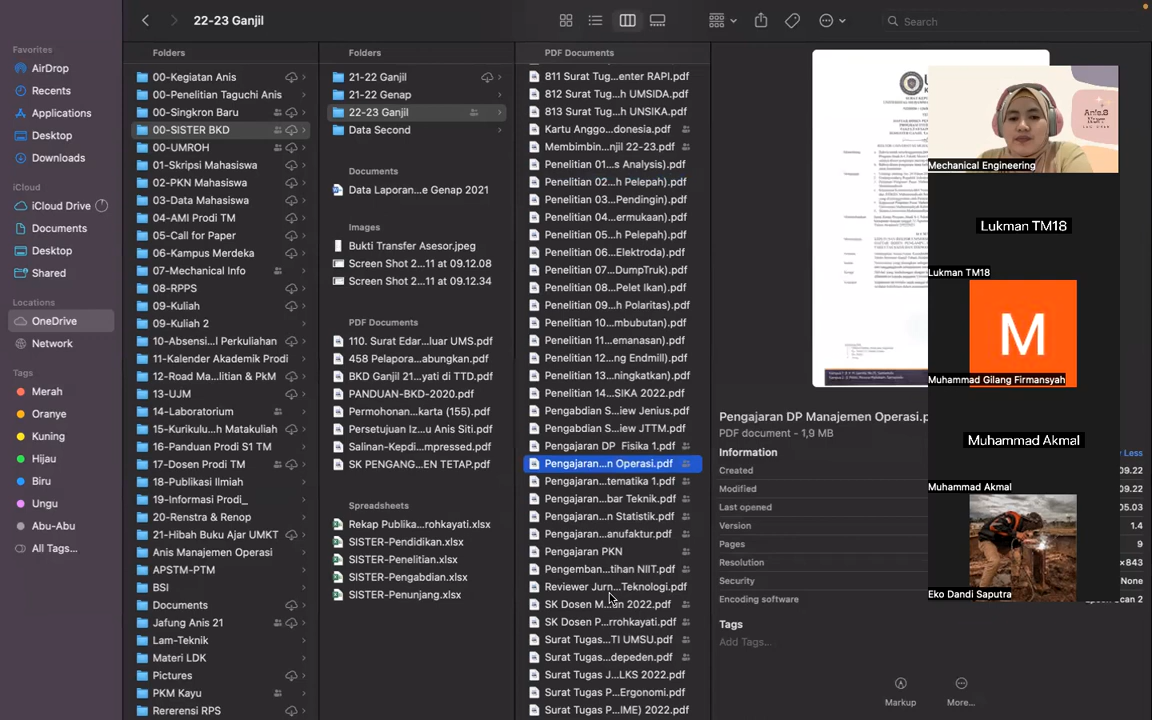 22-23 Ganjil
Search
Favorites
AirDrop
Recents
Applications
Desktop
Downloads
iCloud
iCloud Drive
Documents
Desktop
Shared
Locations
OneDrive
Network
Tags
Merah
Oranye
Kuning
Hijau
Biru
Ungu
Abu-Abu
All Tags...
Folders
00-Kegiatan Anis
00-Penelitian Taguchi Anis
00-Singkron Baru
00-SISTER BKD
00-UMROH
01-Skripsi Mahasiswa
02-PKN Mahasiswa
03-Data Mahasiswa
04-AMI Prodi TM
05-Call for Paper
06-Kampus Merdeka
07-Mechanical Info
08-RPPS
09-Kuliah
09-Kuliah 2
10-Absensi...l Perkuliahan
11-Kalender Akademik Prodi
12-Road Ma...litian & PkM
13-UJM
14-Laboratorium
15-Kurikulu...h Matakuliah
16-Panduan Prodi S1 TM
17-Dosen Prodi TM
18-Publikasi Ilmiah
19-Informasi Prodi_
20-Renstra & Renop
21-Hibah Buku Ajar UMKT
Anis Manajemen Operasi
APSTM-PTM
BSI
Documents
Jafung Anis 21
Lam-Teknik
Materi LDK
Pictures
PKM Kayu
Rererensi RPS
Folders
21-22 Ganjil
21-22 Genap
22-23 Ganjil
Data Second
Documents
Data Laporan...e Genap 2021
Images
Bukti Transfer Asesor.jpeg
Screen Shot 2...11 at 09.12.08
Screen Shot 2...11 at 09.12.34
PDF Documents
110. Surat Edar...luar UMS.pdf
458 Pelapora...abungkan.pdf
BKD Ganjil 21...yati di TTD.pdf
PANDUAN-BKD-2020.pdf
Permohonan...karta (155).pdf
Persetujuan Iz...u Anis Siti.pdf
Salinan-Kepdi...mpressed.pdf
SK PENGANG...EN TETAP.pdf
Spreadsheets
Rekap Publika...rohkayati.xlsx
SISTER-Pendidikan.xlsx
SISTER-Penelitian.xlsx
SISTER-Pengabdian.xlsx
SISTER-Penunjang.xlsx
PDF Documents
811 Surat Tug...enter RAPI.pdf
812 Surat Tug...h UMSIDA.pdf
813 Surat Tug...h UNSIKA.pdf
Kartu Anggo...donesia.pdf
Membimbin...njil 22-23.pdf
Penelitian 01...s Analysis).pdf
Penelitian 02...h Pelepah).pdf
Penelitian 03...Pengingin).pdf
Penelitian 04...ermukaan).pdf
Penelitian 05...h Pelepah).pdf
Penelitian 06...e Ekonomis).pdf
Penelitian 07...DumpTruk).pdf
Penelitian 08...Pelet Ikan).pdf
Penelitian 09...h Polaritas).pdf
Penelitian 10...mbubutan).pdf
Penelitian 11...emanasan).pdf
Penelitian 12...ng Endmill).pdf
Penelitian 13...ningkatan).pdf
Penelitian 14...SIKA 2022.pdf
Pengabdian S...iew Jenius.pdf
Pengabdian S...view JTTM.pdf
Pengajaran DP Fisika 1.pdf
Pengajaran...n Operasi.pdf
Pengajaran...tematika 1.pdf
Pengajaran...bar Teknik.pdf
Pengajaran...n Statistik.pdf
Pengajaran...anufaktur.pdf
Pengajaran PKN
Pengemban...tihan NIIT.pdf
Reviewer Jurn...Teknologi.pdf
SK Dosen M...in 2022.pdf
SK Dosen P...rrohkayati.pdf
Surat Tugas...TI UMSU.pdf
Surat Tugas...depeden.pdf
Surat Tugas J...LKS 2022.pdf
Surat Tugas P...Ergonomi.pdf
Surat Tugas P...IME) 2022.pdf
Pengajaran DP Manajemen Operasi.p
PDF document - 1,9 MB
Information
Less
Created
09.22
Modified
09.22
Last opened
05.03
Version
1.4
Pages
9
Resolution
×843
Security
None
Encoding software
Scan 2
Tags
Add Tags...
Markup
More...
Mechanical Engineering
Lukman TM18
Lukman TM18
M
Muhammad Gilang Firmansyah
Muhammad Akmal
Muhammad Akmal
Eko Dandi Saputra